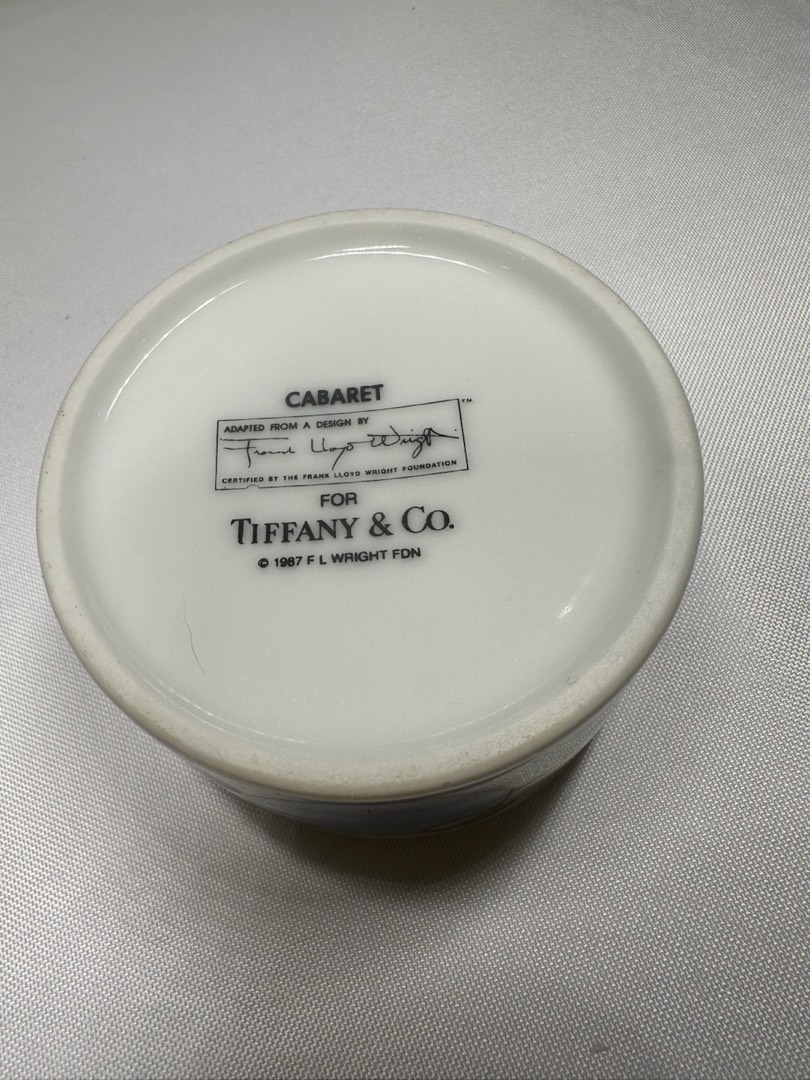 CABARET
TM
ADAPTED FROM A DESIGN BY
Frank Lloyd Wright
CERTIFIED BY THE FRANK LLOYD WRIGHT FOUNDATION
FOR
TIFFANY & CO.
© 1987 F L WRIGHT FDN